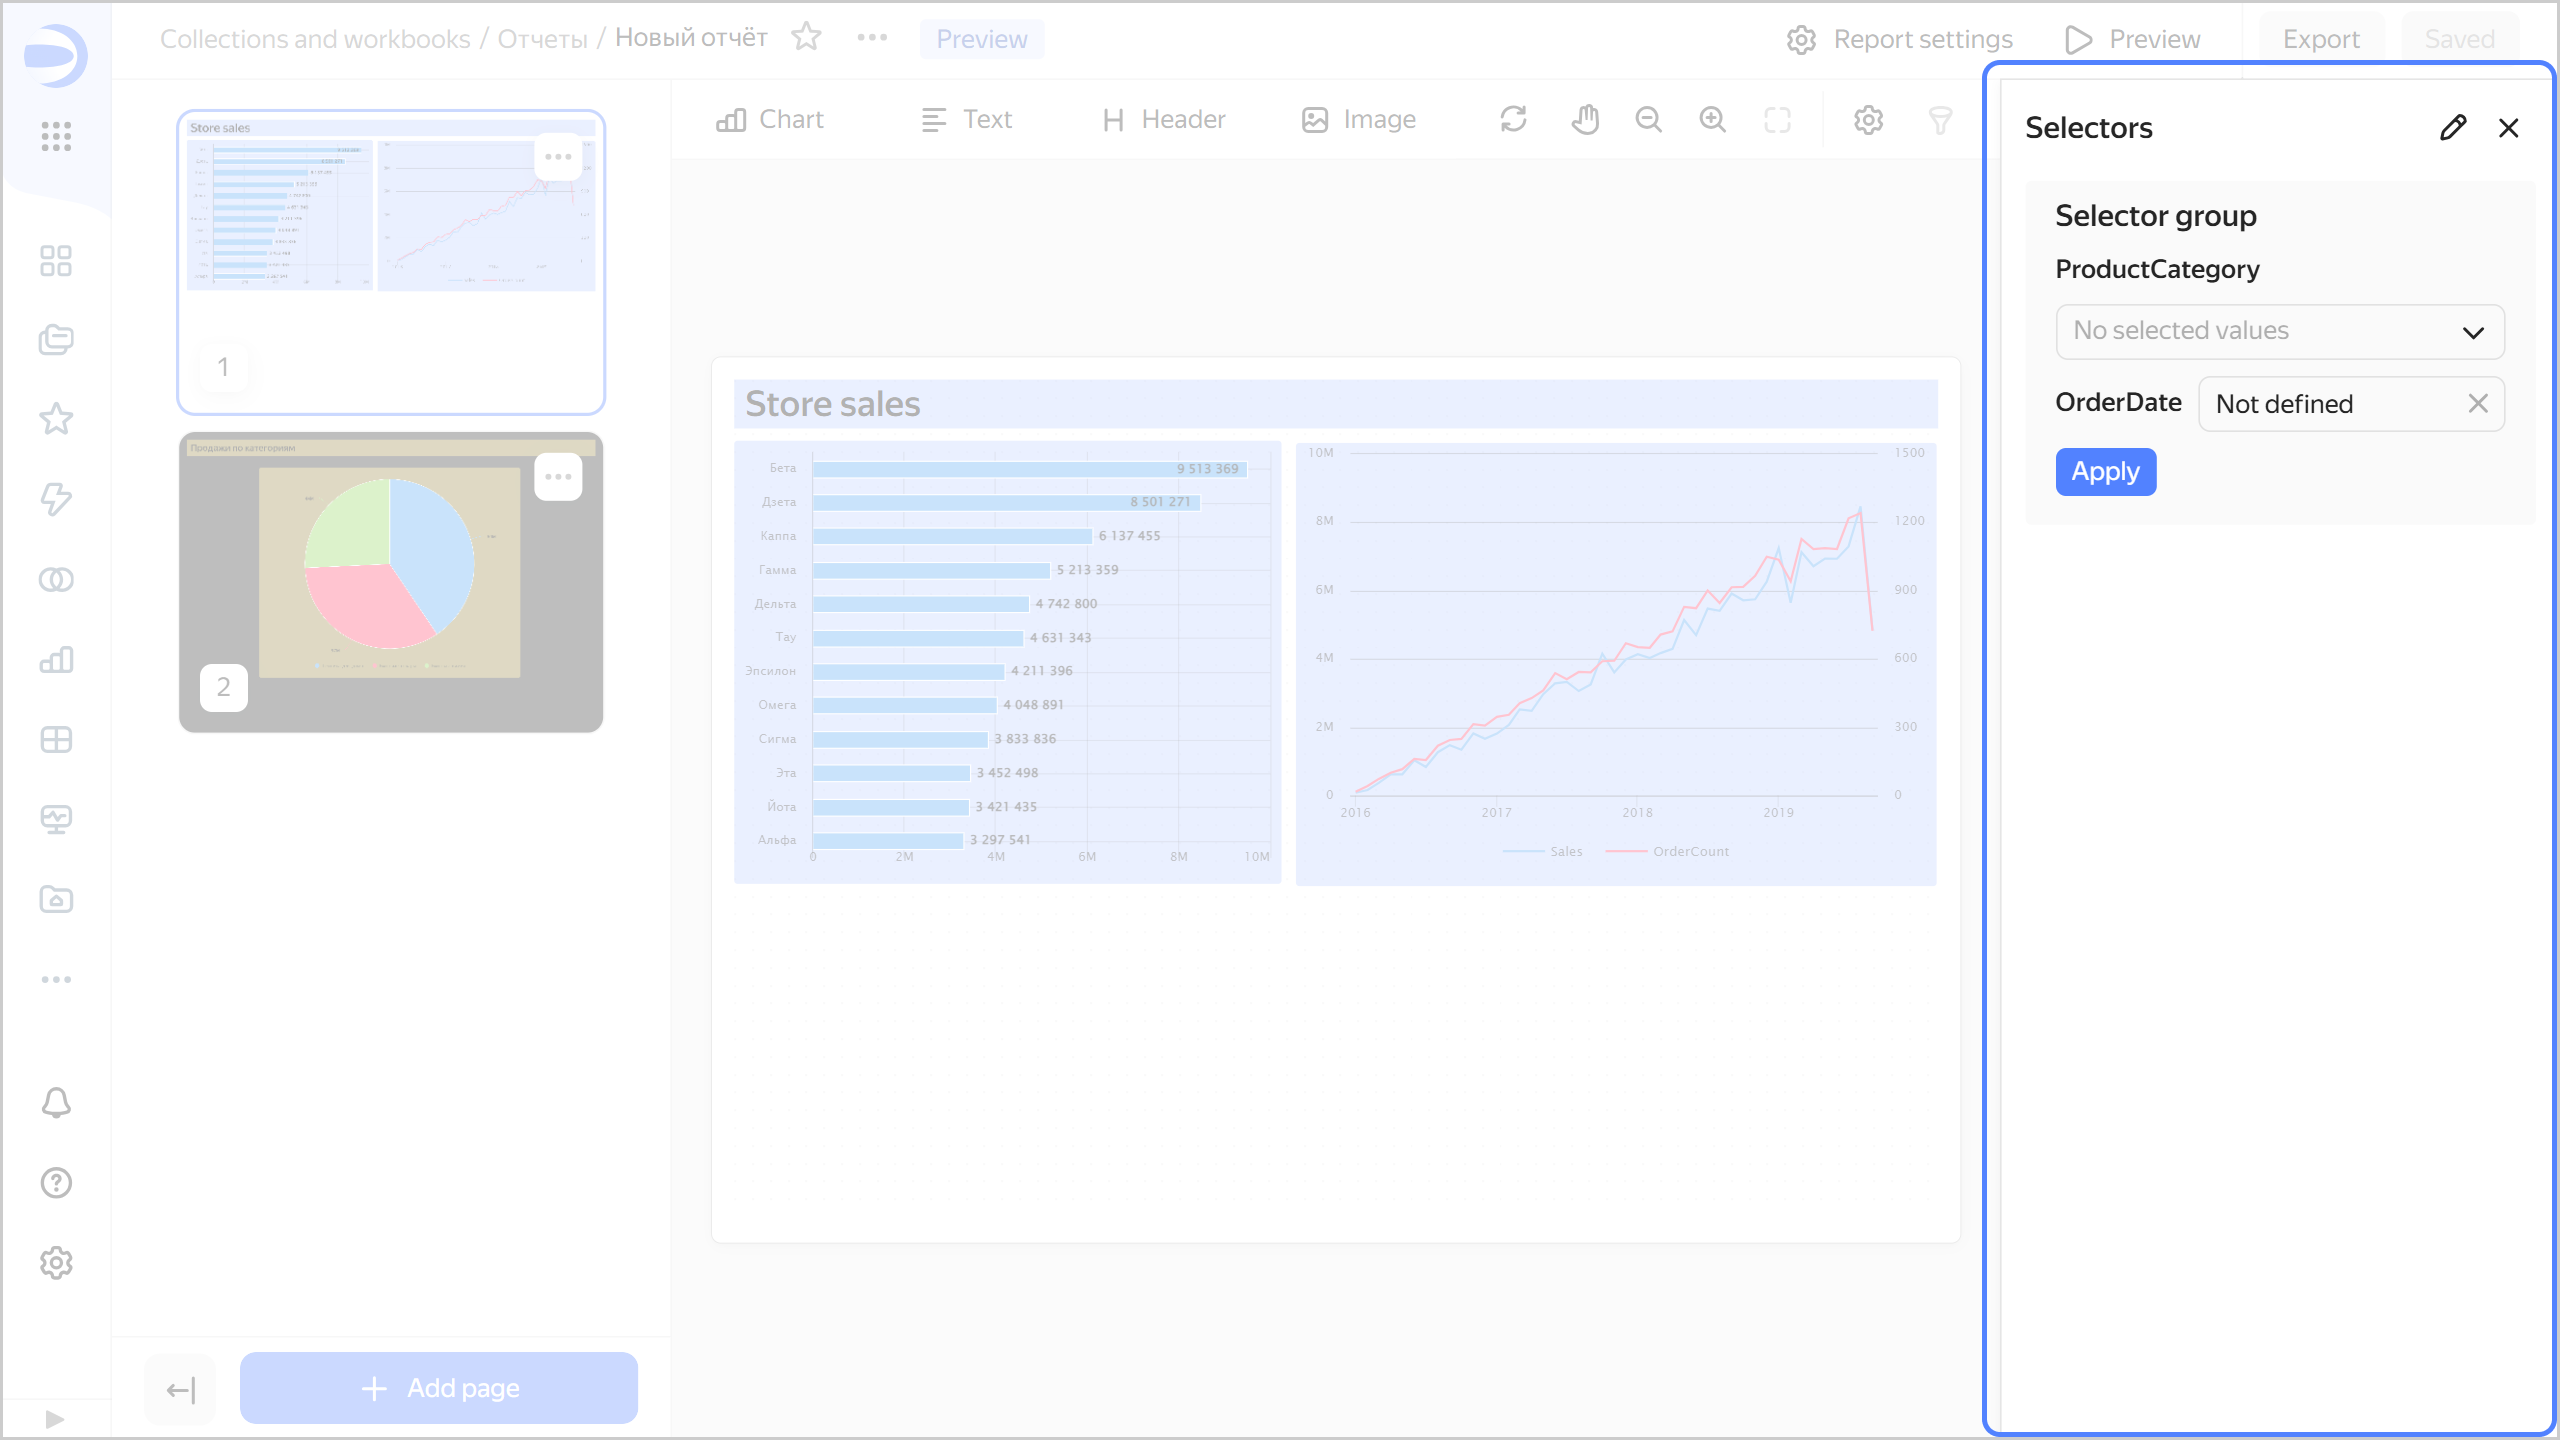 Collections and workbooks / Отчеты / Новый отчёт
Preview
Report settings
Preview
Export
Saved
Store sales
1
Продажи по категориям
2
Add page
Chart
Text
Header
Image
Store sales
Бета 9 513 369
Дзета 8 501 271
Каппа 6 137 455
Гамма 5 213 359
Дельта 4 742 800
Тау 4 631 343
Эпсилон 4 211 396
Омега 4 048 891
Сигма 3 833 836
Эта 3 452 498
Йота 3 421 435
Альфа 3 297 541
0 2M 4M 6M 8M 10M
10M 1500
8M 1200
6M 900
4M 600
2M 300
0 0
2016 2017 2018 2019
Sales OrderCount
Selectors
Selector group
ProductCategory
No selected values
OrderDate Not defined
Apply